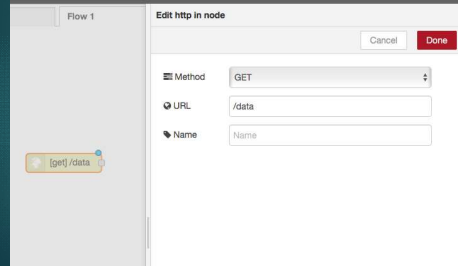 Flow 1
Edit http in node
Cancel Done
Method GET
URL /data
Name Name
[get] /data